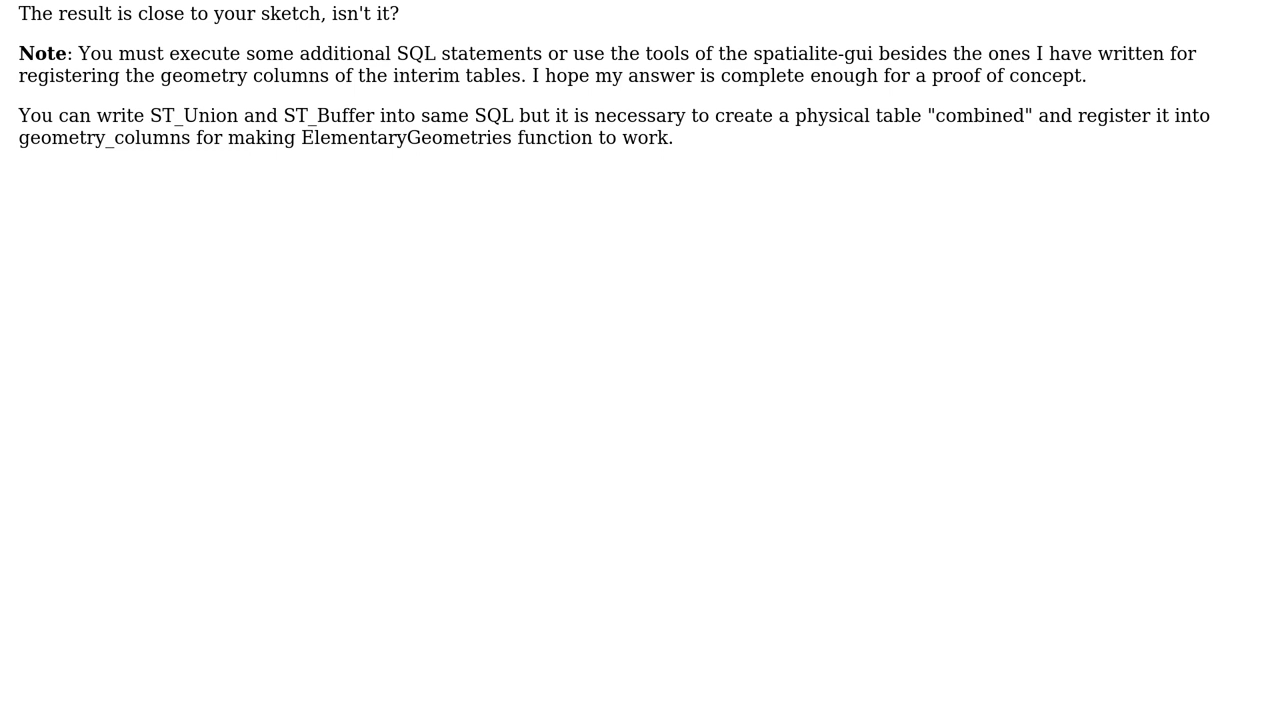 The result is close to your sketch, isn't it?
Note: You must execute some additional SQL statements or use the tools of the spatialite-gui besides the ones I have written for
registering the geometry columns of the interim tables. I hope my answer is complete enough for a proof of concept.
You can write ST_Union and ST_Buffer into same SQL but it is necessary to create a physical table "combined" and register it into
geometry_columns for making ElementaryGeometries function to work.